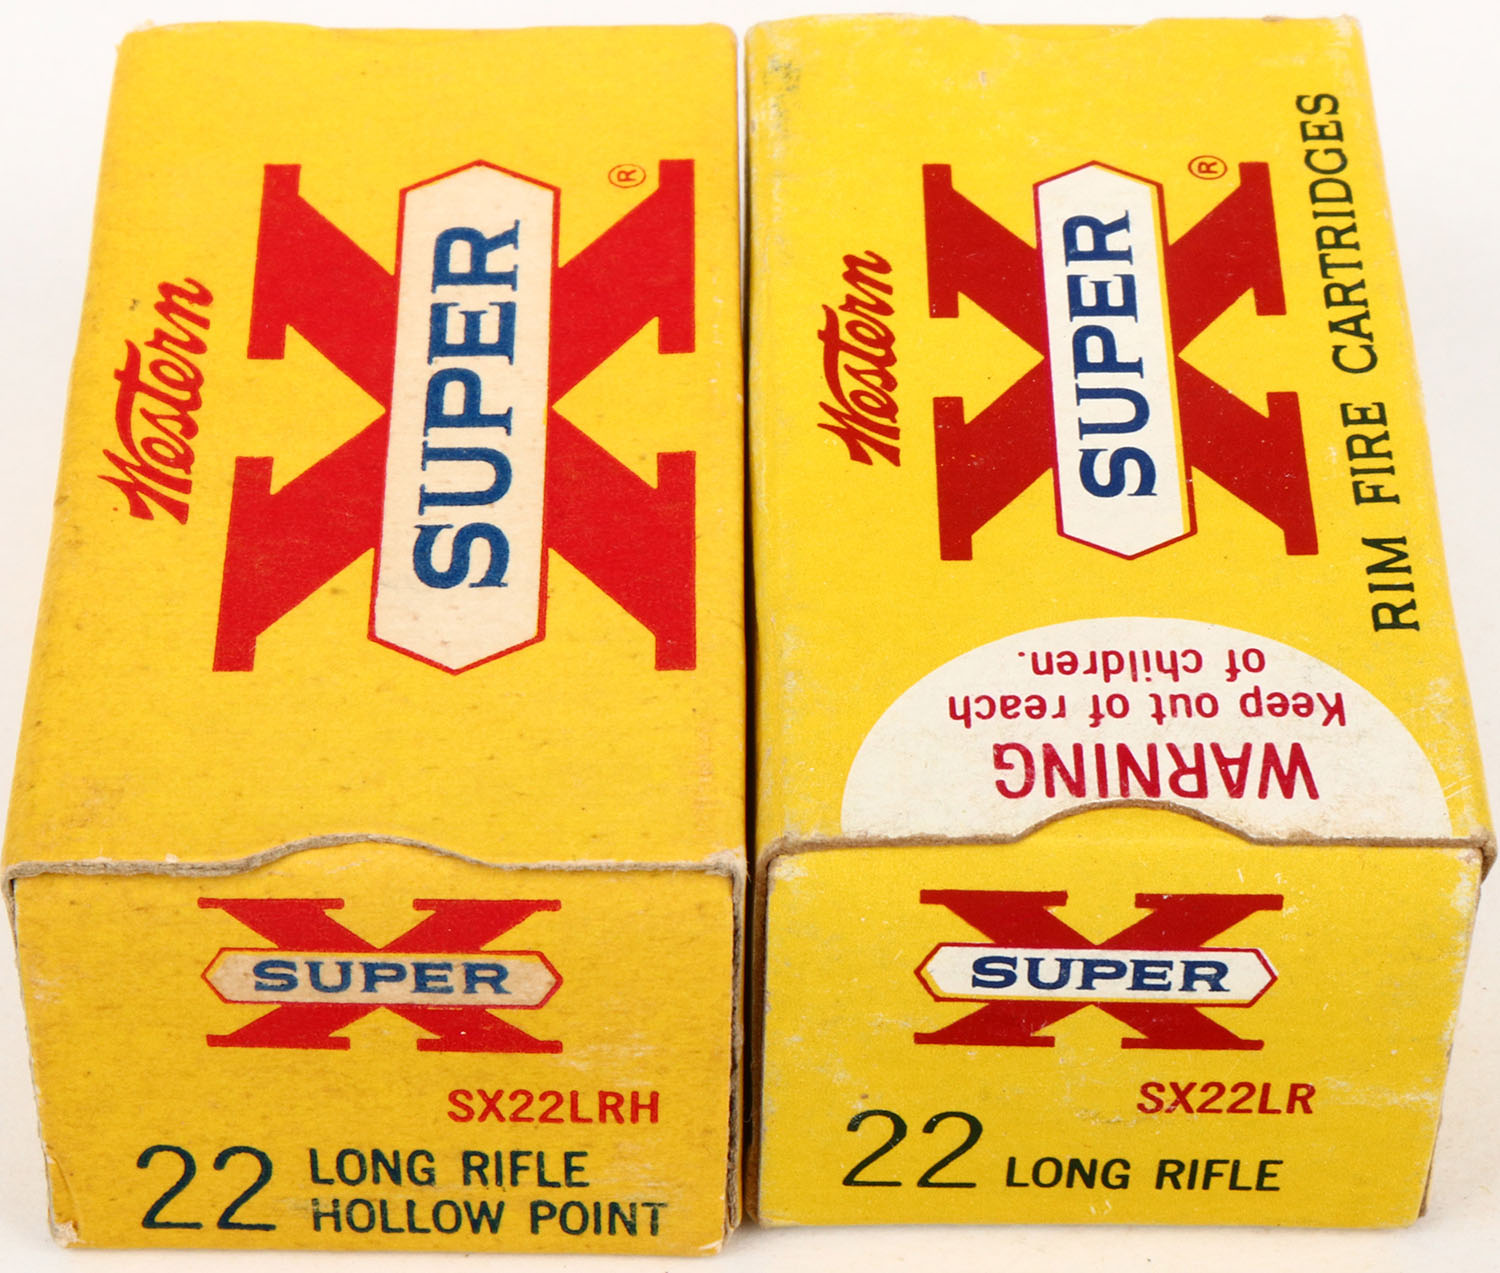 Western
SUPER X ®
SUPER X
SX22LRH
22 LONG RIFLE
HOLLOW POINT
Western
SUPER X ®
RIM FIRE CARTRIDGES
WARNING
Keep out of reach
of children.
SUPER X
SX22LR
22 LONG RIFLE